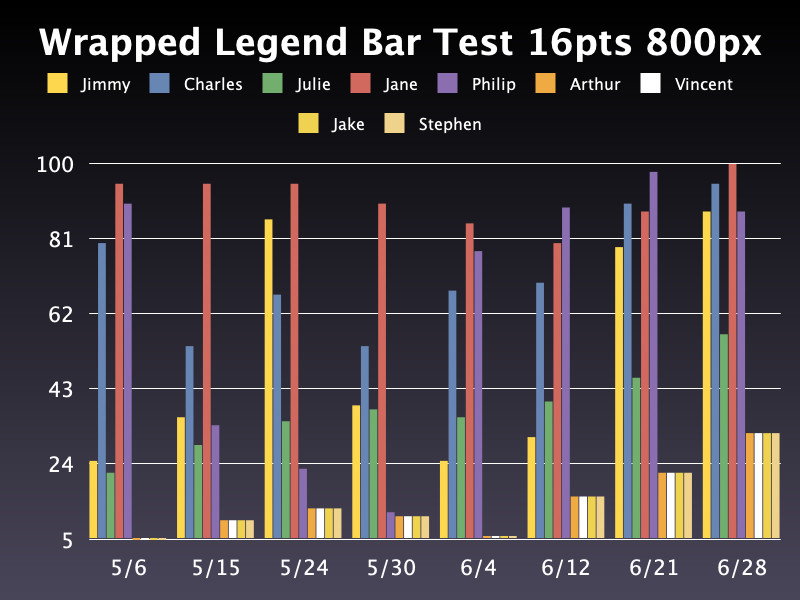 Wrapped Legend Bar Test 16pts 800px
Jimmy Charles Julie Jane Philip Arthur Vincent
Jake Stephen
100
81
62
43
24
5
5/6 5/15 5/24 5/30 6/4 6/12 6/21 6/28